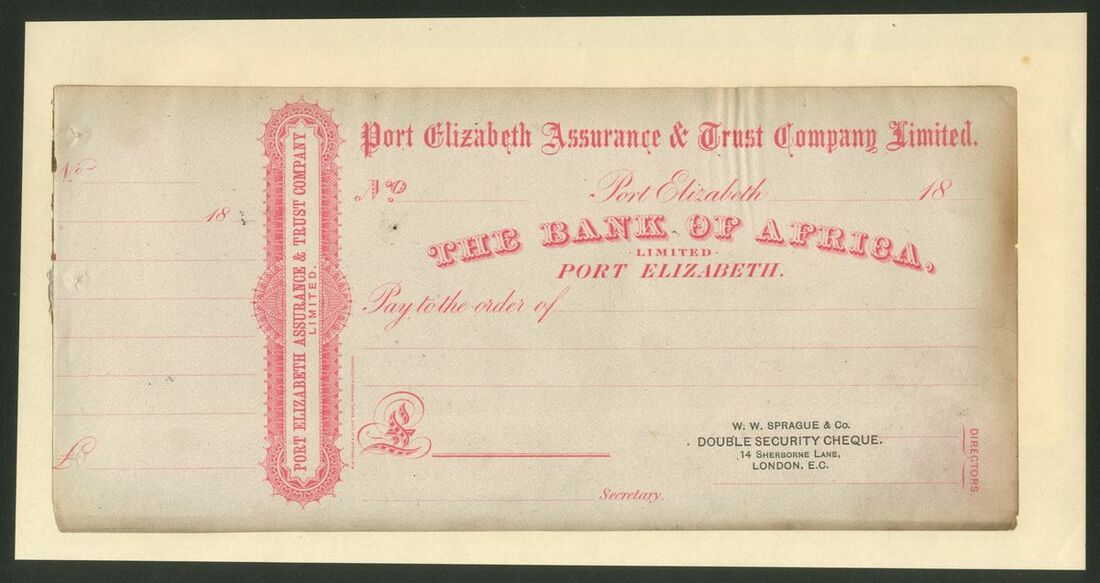 No
18
£
PORT ELIZABETH ASSURANCE & TRUST COMPANY
LIMITED.
Port Elizabeth Assurance & Trust Company Limited.
No.
Port Elizabeth 18
THE BANK OF AFRICA,
LIMITED
PORT ELIZABETH.
Pay to the order of
£
W. W. SPRAGUE & Co.
DOUBLE SECURITY CHEQUE.
14 SHERBORNE LANE,
LONDON. E.C.
DIRECTORS
Secretary.